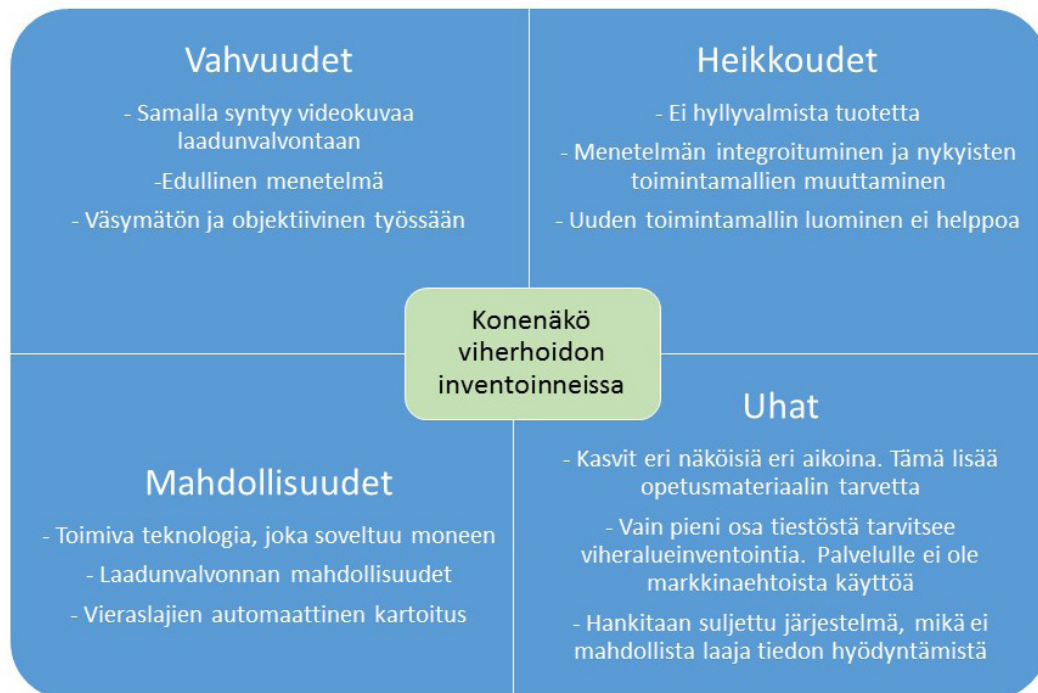 Vahvuudet
- Samalla syntyy videokuvaa
laadunvalvontaan
-Edullinen menetelmä
- Väsymätön ja objektiivinen työssään
Heikkoudet
- Ei hyllyvalmista tuotetta
- Menetelmän integroituminen ja nykyisten
toimintamallien muuttaminen
- Uuden toimintamallin luominen ei helppoa
Konenäkö
viherhoidon
inventoinneissa
Mahdollisuudet
- Toimiva teknologia, joka soveltuu moneen
- Laadunvalvonnan mahdollisuudet
- Vieraslajien automaattinen kartoitus
Uhat
- Kasvit eri näköisiä eri aikoina. Tämä lisää
opetusmateriaalin tarvetta
- Vain pieni osa tiestöstä tarvitsee
viheralueinventointia. Palvelulle ei ole
markkinaehtoista käyttöä
- Hankitaan suljettu järjestelmä, mikä ei
mahdollista laaja tiedon hyödyntämistä